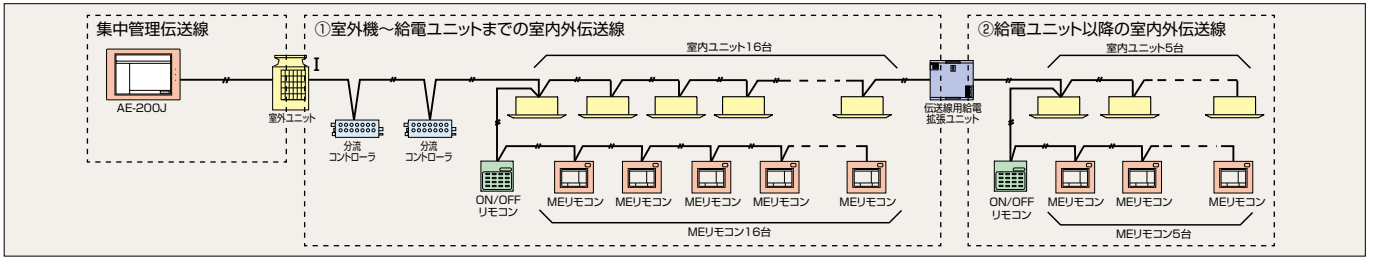 集中管理伝送線
AE-200J
室外ユニット
I
①室外機～給電ユニットまでの室内外伝送線
室内ユニット16台
分流
コントローラ
分流
コントローラ
ON/OFF
リモコン
MEリモコン
MEリモコン
MEリモコン
MEリモコン
MEリモコン
MEリモコン16台
伝送線用給電
拡張ユニット
②給電ユニット以降の室内外伝送線
室内ユニット5台
ON/OFF
リモコン
MEリモコン
MEリモコン
MEリモコン
MEリモコン5台